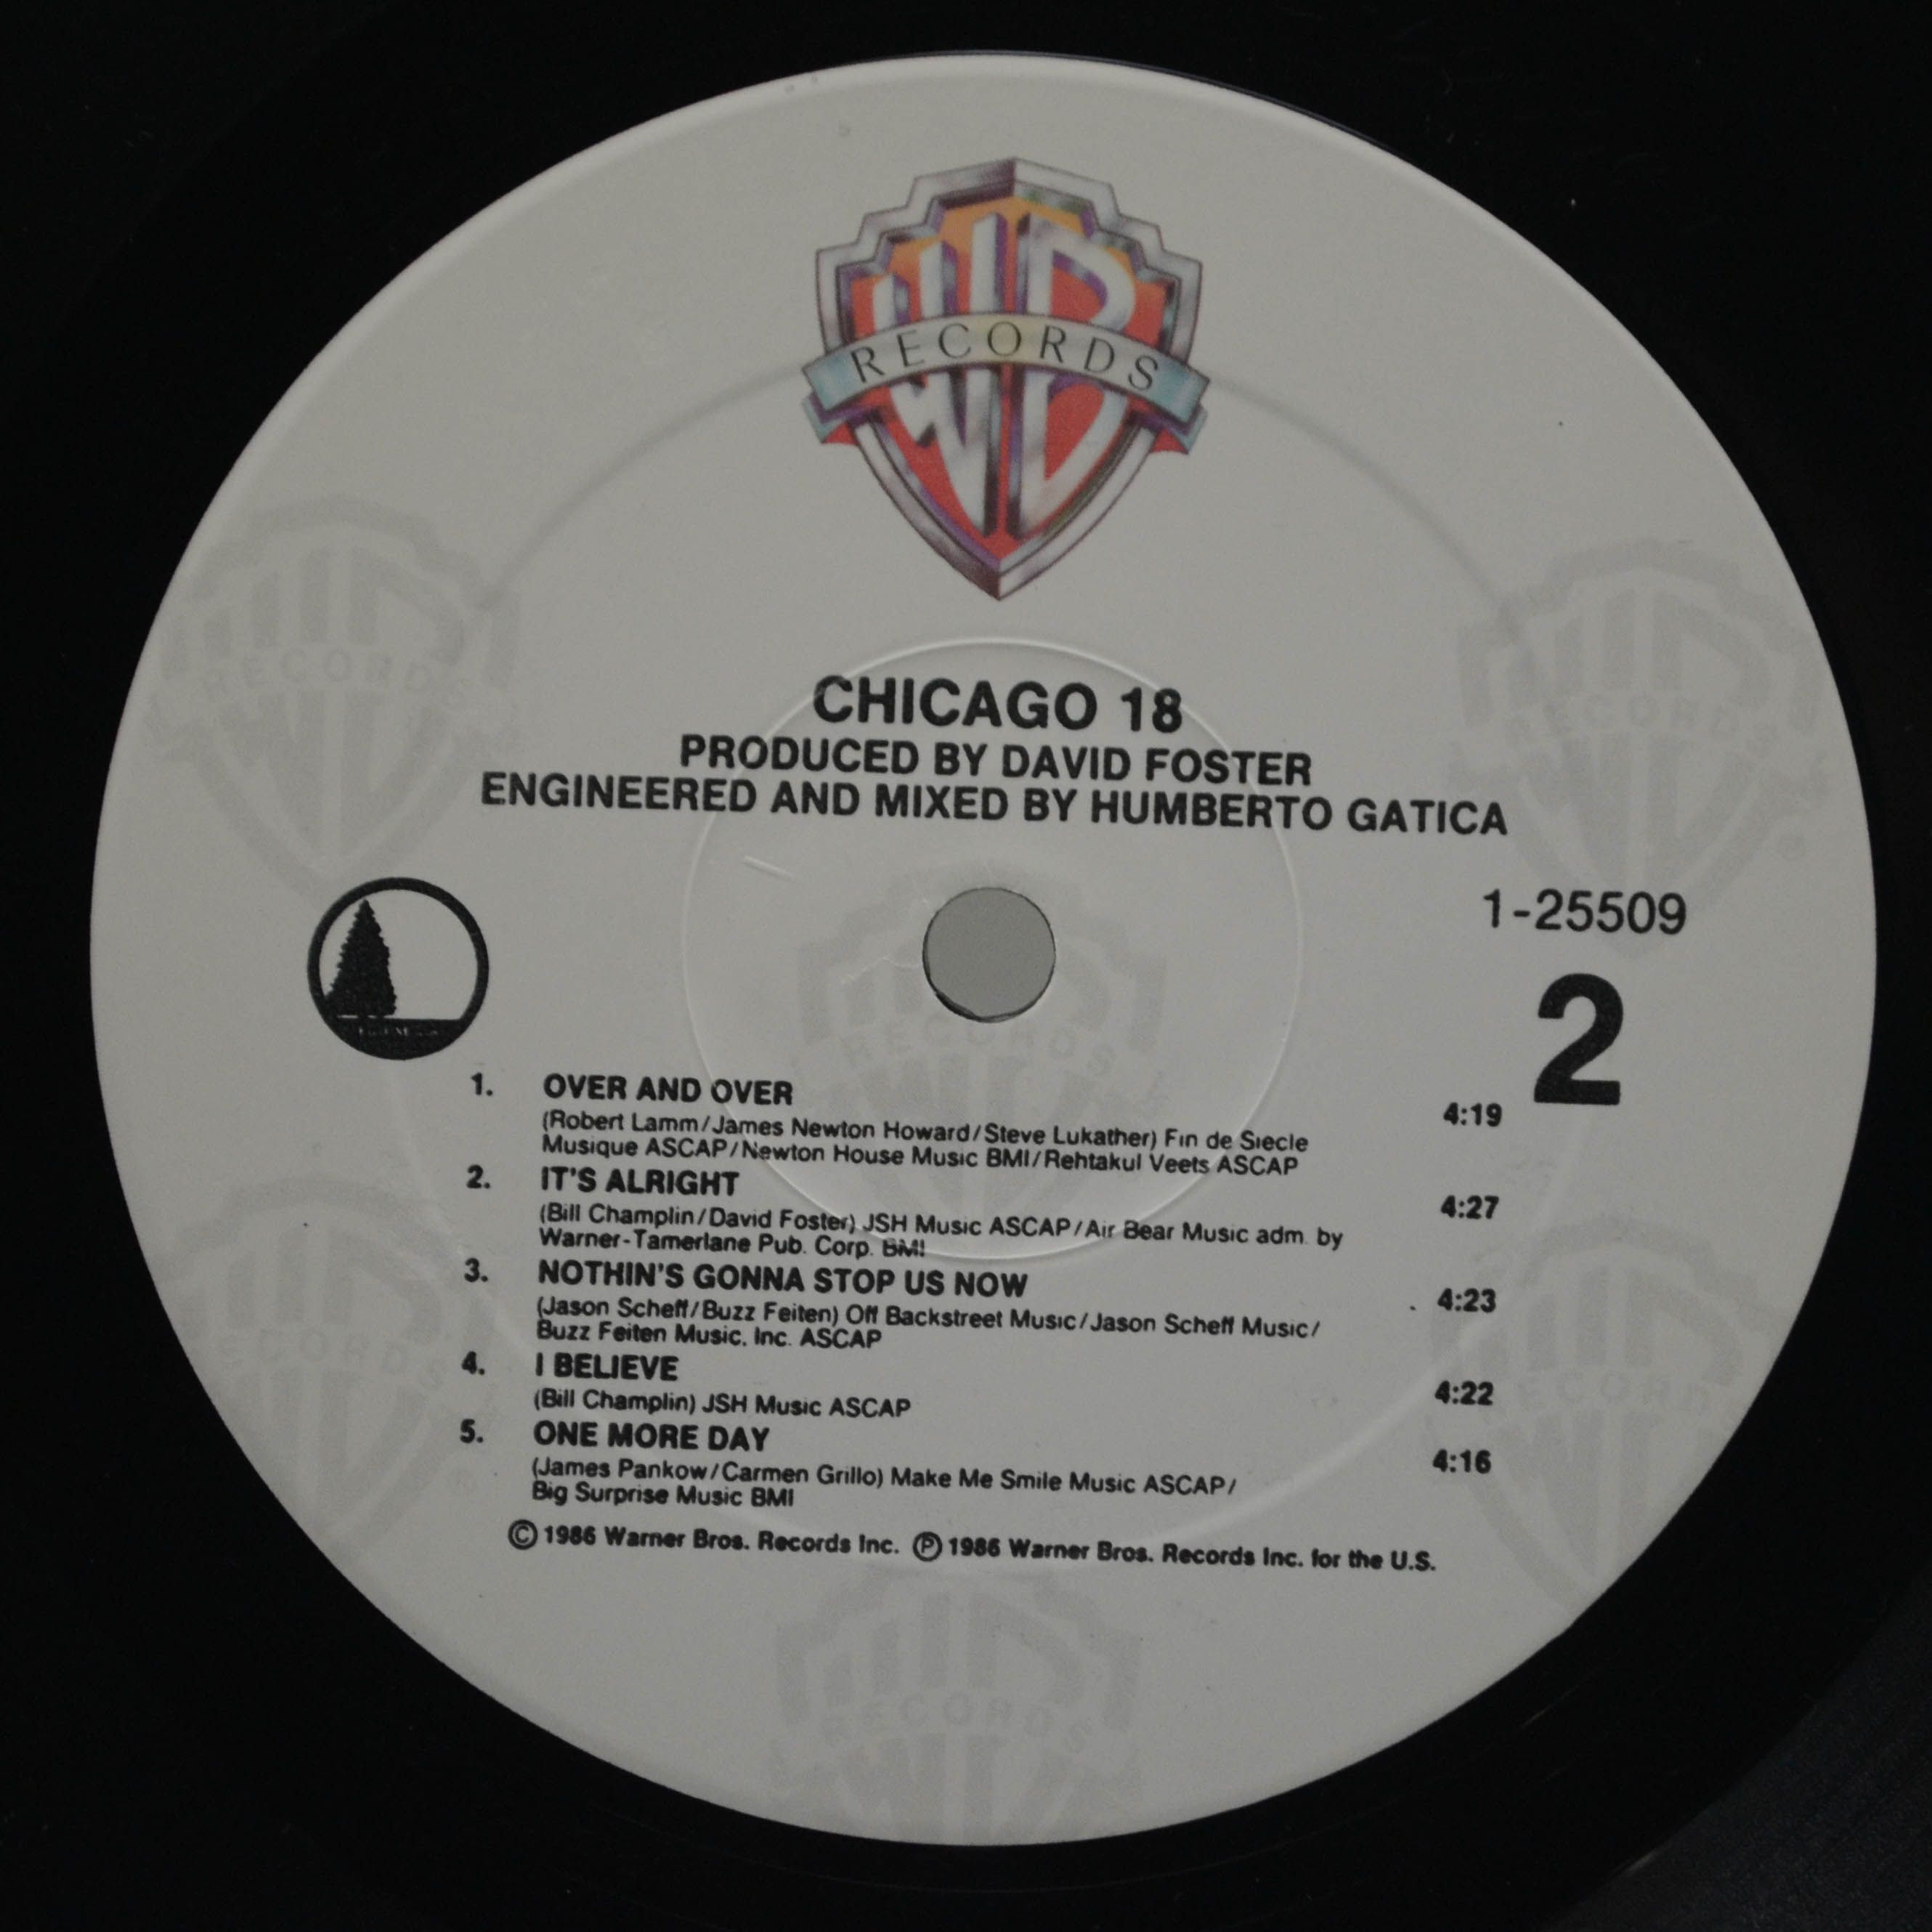 WB
RECORDS
CHICAGO 18
PRODUCED BY DAVID FOSTER
ENGINEERED AND MIXED BY HUMBERTO GATICA
1-25509
2
1. OVER AND OVER 4:19
(Robert Lamm/James Newton Howard/Steve Lukather) Fin de Siecle
Musique ASCAP/Newton House Music BMI/Rehtakul Veets ASCAP
2. IT'S ALRIGHT 4:27
(Bill Champlin/David Foster) JSH Music ASCAP/Air Bear Music adm. by
Warner-Tamerlane Pub. Corp. BMI
3. NOTHIN'S GONNA STOP US NOW 4:23
(Jason Scheff/Buzz Feiten) Off Backstreet Music/Jason Scheff Music/
Buzz Feiten Music, Inc. ASCAP
4. I BELIEVE 4:22
(Bill Champlin) JSH Music ASCAP
5. ONE MORE DAY 4:16
(James Pankow/Carmen Grillo) Make Me Smile Music ASCAP/
Big Surprise Music BMI
© 1986 Warner Bros. Records Inc. ℗ 1986 Warner Bros. Records Inc. for the U.S.